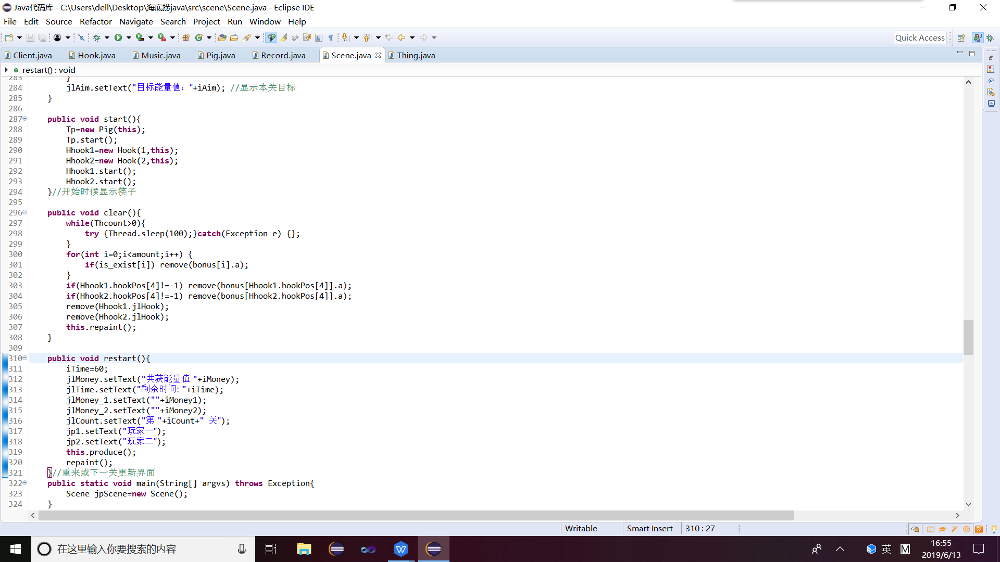 Java代码库 - C:\Users\dell\Desktop\海底捞java\src\scene\Scene.java - Eclipse IDE
File Edit Source Refactor Navigate Search Project Run Window Help
Quick Access
Client.java Hook.java Music.java Pig.java Record.java Scene.java Thing.java
restart() : void
283 }
284 jlAim.setText("目标能量值："+iAim); //显示本关目标
285 }
286
287 public void start(){
288 Tp=new Pig(this);
289 Tp.start();
290 Hhook1=new Hook(1,this);
291 Hhook2=new Hook(2,this);
292 Hhook1.start();
293 Hhook2.start();
294 }//开始时候显示筷子
295
296 public void clear(){
297 while(Thcount>0){
298 try {Thread.sleep(100);}catch(Exception e) {};
299 }
300 for(int i=0;i<amount;i++) {
301 if(is_exist[i]) remove(bonus[i].a);
302 }
303 if(Hhook1.hookPos[4]!=-1) remove(bonus[Hhook1.hookPos[4]].a);
304 if(Hhook2.hookPos[4]!=-1) remove(bonus[Hhook2.hookPos[4]].a);
305 remove(Hhook1.jlHook);
306 remove(Hhook2.jlHook);
307 this.repaint();
308 }
309
310 public void restart(){
311 iTime=60;
312 jlMoney.setText("共获能量值 "+iMoney);
313 jlTime.setText("剩余时间: "+iTime);
314 jlMoney_1.setText(""+iMoney1);
315 jlMoney_2.setText(""+iMoney2);
316 jlCount.setText("第 "+iCount+" 关");
317 jp1.setText("玩家一");
318 jp2.setText("玩家二");
319 this.produce();
320 repaint();
321 }//重来或下一关更新界面
322 public static void main(String[] argvs) throws Exception{
323 Scene jpScene=new Scene();
324 }
Writable Smart Insert 310 : 27
在这里输入你要搜索的内容
英 M 16:55
2019/6/13